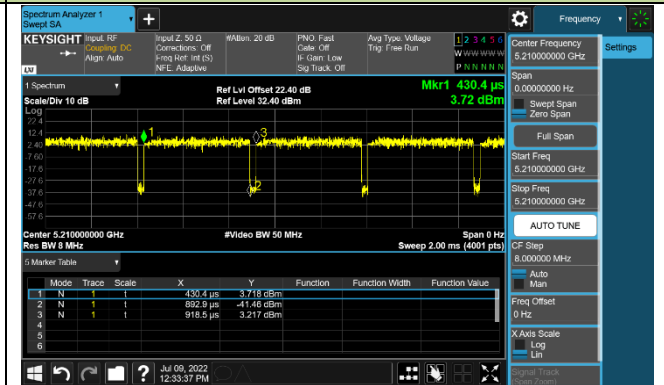 Spectrum Analyzer 1
Swept SA
+
Frequency
KEYSIGHT
Input: RF
Coupling: DC
Align: Auto
Input Z: 50 Ω
Corrections: Off
Freq Ref: Int (S)
NFE: Adaptive
#Atten: 20 dB
PNO: Fast
Gate: Off
IF Gain: Low
Sig Track: Off
Avg Type: Voltage
Trig: Free Run
1 2 3 4 5 6
W W W W W W
P N N N N N
LXI
1 Spectrum
Scale/Div 10 dB
Ref Lvl Offset 22.40 dB
Ref Level 32.40 dBm
Mkr1 430.4 µs
3.72 dBm
Log
22.4
12.4
2.40
-7.60
-17.6
-27.6
-37.6
-47.6
-57.6
1
3
2
Center 5.210000000 GHz
Res BW 8 MHz
#Video BW 50 MHz
Span 0 Hz
Sweep 2.00 ms (4001 pts)
5 Marker Table
Mode Trace Scale X Y Function Function Width Function Value
1 N 1 t 430.4 µs 3.718 dBm
2 N 1 t 892.9 µs -41.46 dBm
3 N 1 t 918.5 µs 3.217 dBm
4
5
6
Center Frequency
5.210000000 GHz
Settings
Span
0.00000000 Hz
Swept Span
Zero Span
Full Span
Start Freq
5.210000000 GHz
Stop Freq
5.210000000 GHz
AUTO TUNE
CF Step
8.000000 MHz
Auto
Man
Freq Offset
0 Hz
X Axis Scale
Log
Lin
Signal Track
(Span Zoom)
?
Jul 09, 2022
12:33:37 PM